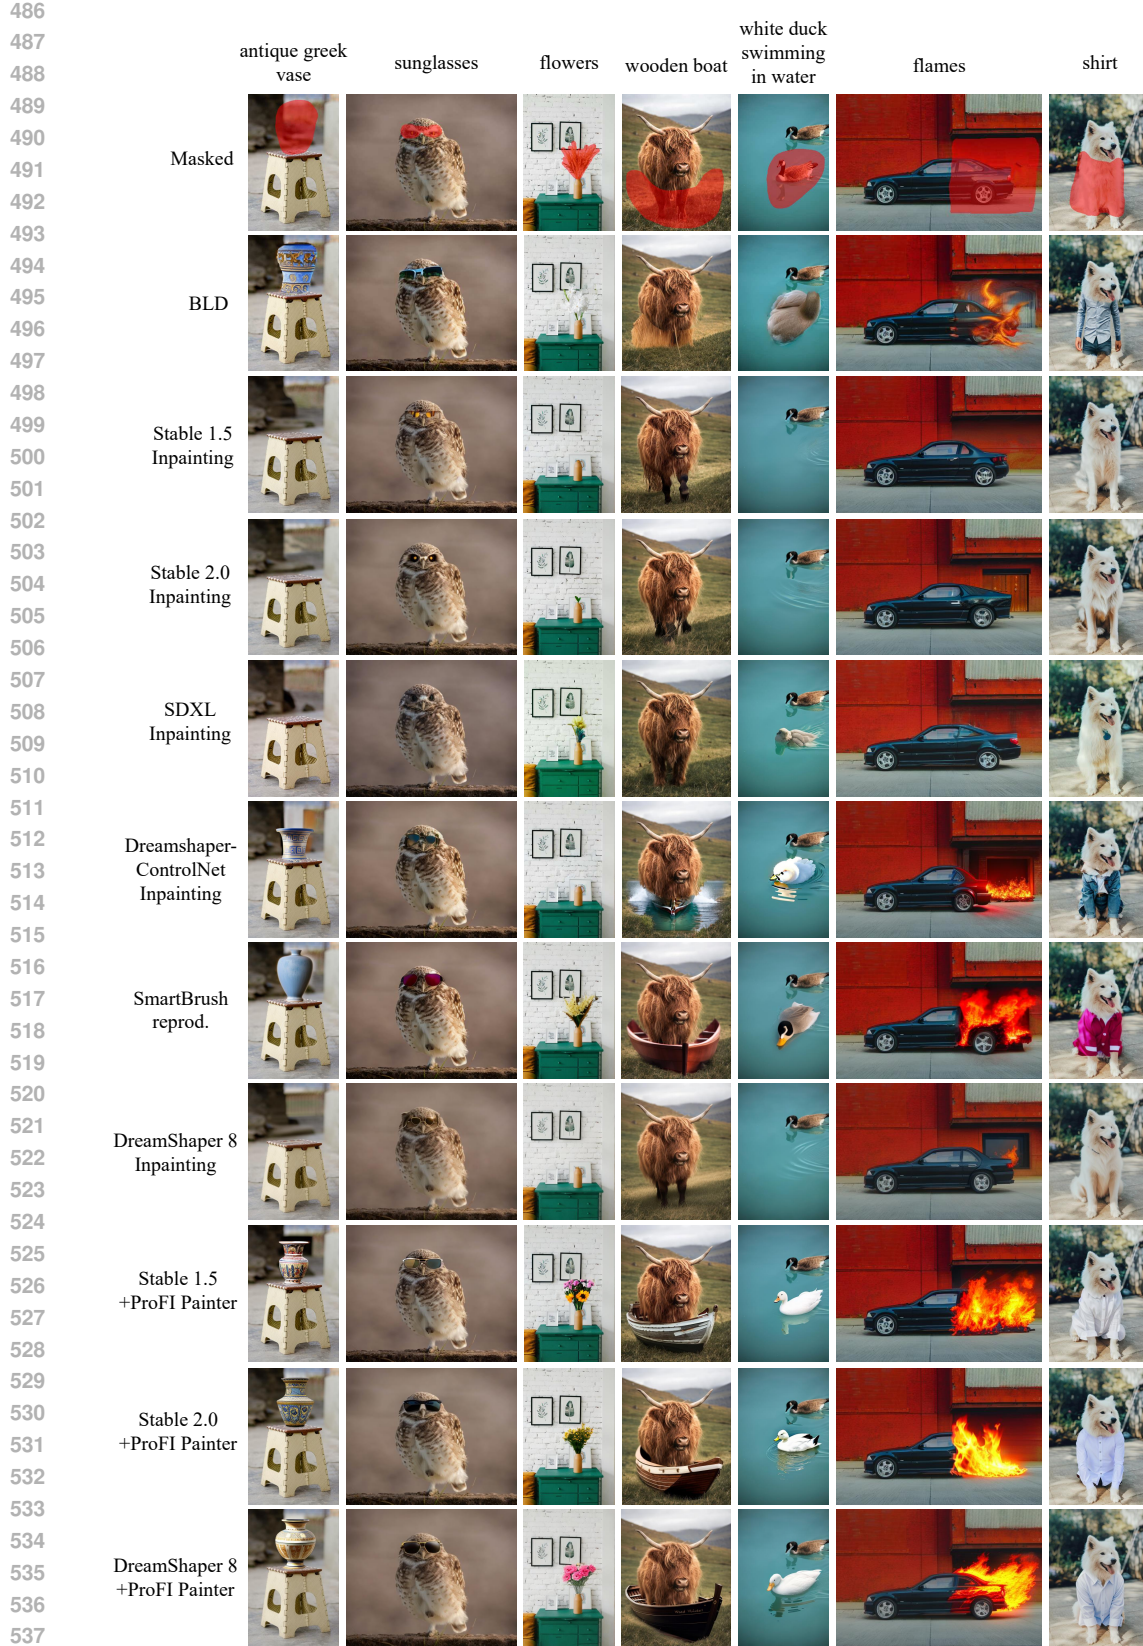 486
487
488
489
490
491
492
493
494
495
496
497
498
499
500
501
502
503
504
505
506
507
508
509
510
511
512
513
514
515
516
517
518
519
520
521
522
523
524
525
526
527
528
529
530
531
532
533
534
535
536
537
antique greek
vase
sunglasses
flowers
wooden boat
white duck
swimming
in water
flames
shirt
Masked
BLD
Stable 1.5
Inpainting
Stable 2.0
Inpainting
SDXL
Inpainting
Dreamshaper-
ControlNet
Inpainting
SmartBrush
reprod.
DreamShaper 8
Inpainting
Stable 1.5
+ProFI Painter
Stable 2.0
+ProFI Painter
DreamShaper 8
+ProFI Painter